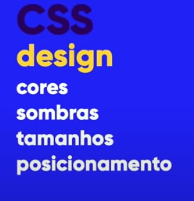 CSS
design
cores
sombras
tamanhos
posicionamento